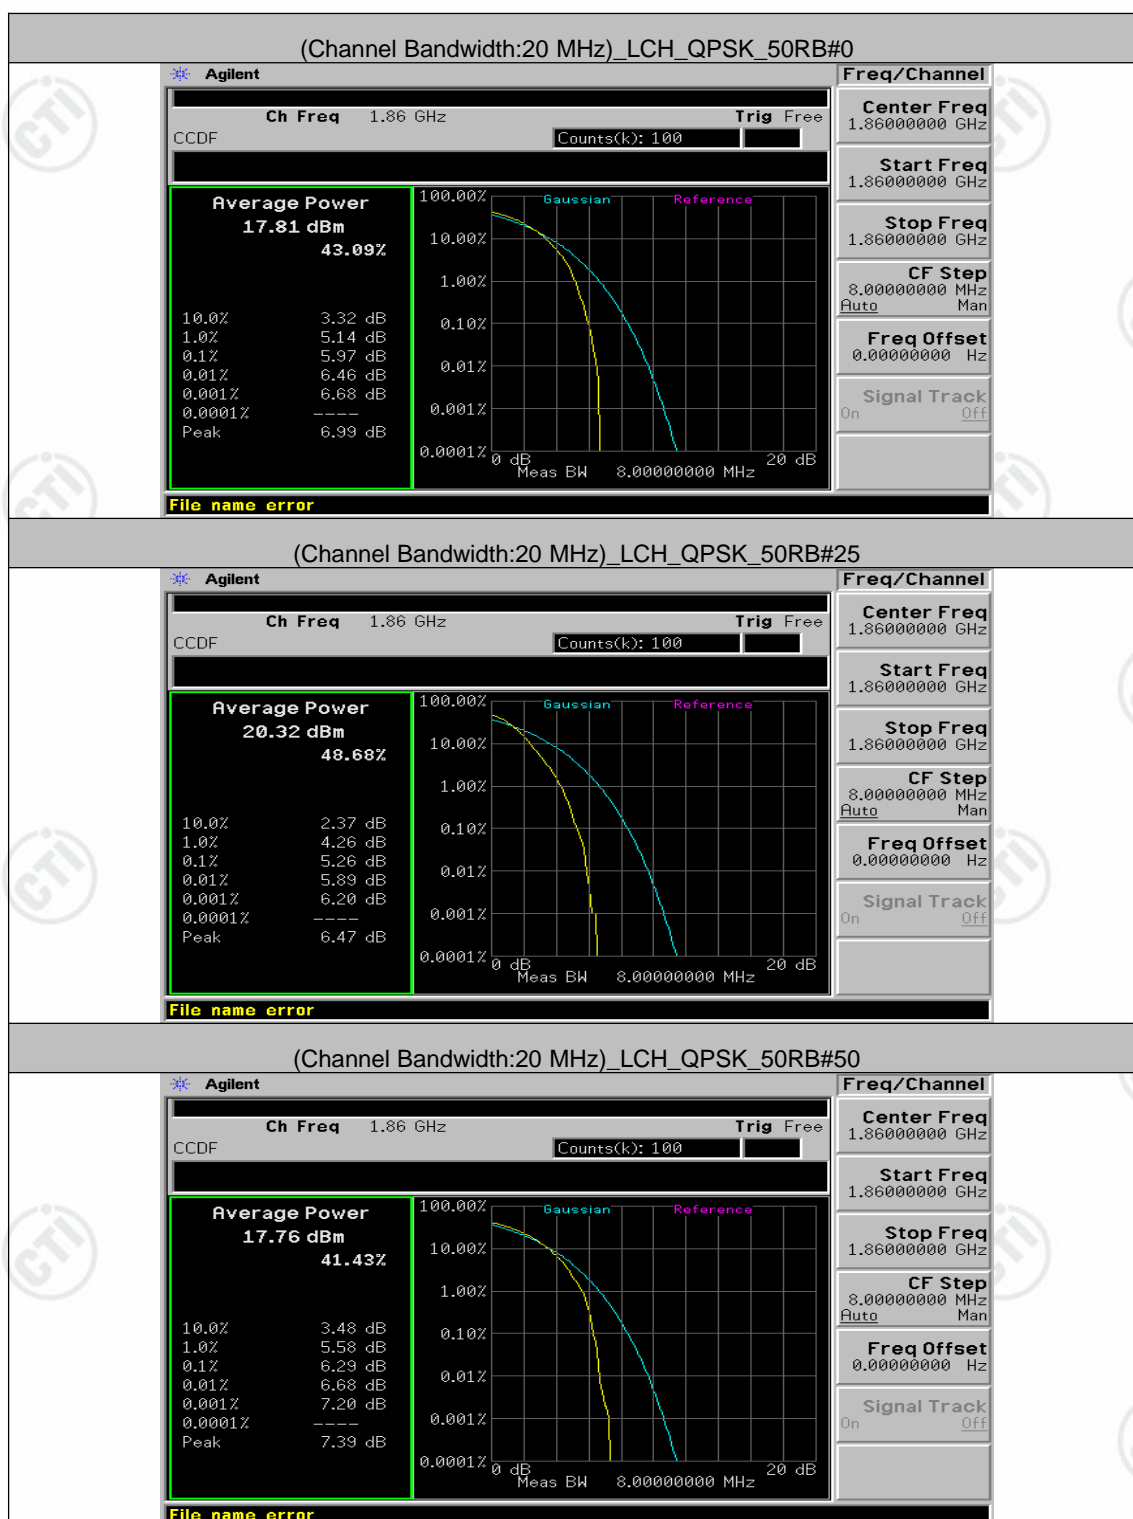 (Channel Bandwidth:20 MHz)_LCH_QPSK_50RB#0
Agilent
Freq/Channel
Ch Freq 1.86 GHz Trig Free
CCDF Counts(k): 100
Average Power
17.81 dBm
43.09%
10.0% 3.32 dB
1.0% 5.14 dB
0.1% 5.97 dB
0.01% 6.46 dB
0.001% 6.68 dB
0.0001% ----
Peak 6.99 dB
Gaussian Reference
100.00%
10.00%
1.00%
0.10%
0.01%
0.001%
0.0001%
0 dB 20 dB
Meas BW 8.00000000 MHz
Center Freq
1.86000000 GHz
Start Freq
1.86000000 GHz
Stop Freq
1.86000000 GHz
CF Step
8.00000000 MHz
Auto Man
Freq Offset
0.00000000 Hz
Signal Track
On Off
File name error
(Channel Bandwidth:20 MHz)_LCH_QPSK_50RB#25
Agilent
Freq/Channel
Ch Freq 1.86 GHz Trig Free
CCDF Counts(k): 100
Average Power
20.32 dBm
48.68%
10.0% 2.37 dB
1.0% 4.26 dB
0.1% 5.26 dB
0.01% 5.89 dB
0.001% 6.20 dB
0.0001% ----
Peak 6.47 dB
Gaussian Reference
100.00%
10.00%
1.00%
0.10%
0.01%
0.001%
0.0001%
0 dB 20 dB
Meas BW 8.00000000 MHz
Center Freq
1.86000000 GHz
Start Freq
1.86000000 GHz
Stop Freq
1.86000000 GHz
CF Step
8.00000000 MHz
Auto Man
Freq Offset
0.00000000 Hz
Signal Track
On Off
File name error
(Channel Bandwidth:20 MHz)_LCH_QPSK_50RB#50
Agilent
Freq/Channel
Ch Freq 1.86 GHz Trig Free
CCDF Counts(k): 100
Average Power
17.76 dBm
41.43%
10.0% 3.48 dB
1.0% 5.58 dB
0.1% 6.29 dB
0.01% 6.68 dB
0.001% 7.20 dB
0.0001% ----
Peak 7.39 dB
Gaussian Reference
100.00%
10.00%
1.00%
0.10%
0.01%
0.001%
0.0001%
0 dB 20 dB
Meas BW 8.00000000 MHz
Center Freq
1.86000000 GHz
Start Freq
1.86000000 GHz
Stop Freq
1.86000000 GHz
CF Step
8.00000000 MHz
Auto Man
Freq Offset
0.00000000 Hz
Signal Track
On Off
File name error
CTI
CTI
CTI
CTI
CTI
CTI
CTI
CTI